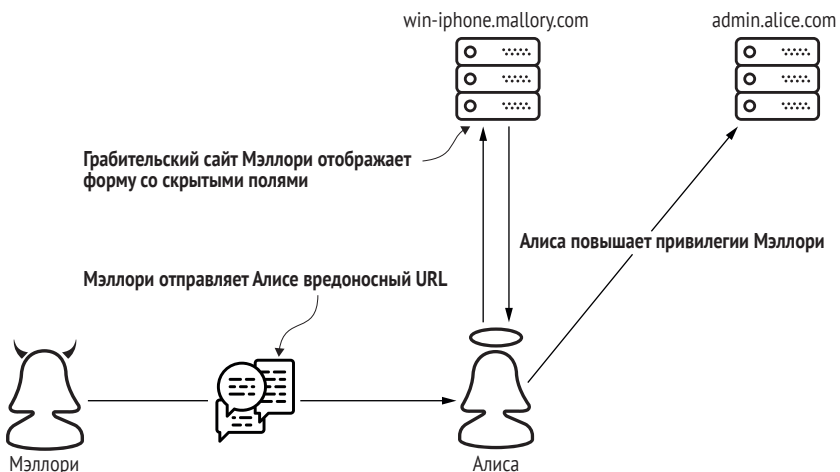 win-iphone.mallory.com
admin.alice.com
Грабительский сайт Мэллори отображает
форму со скрытыми полями
Алиса повышает привилегии Мэллори
Мэллори отправляет Алисе вредоносный URL
Мэллори
Алиса